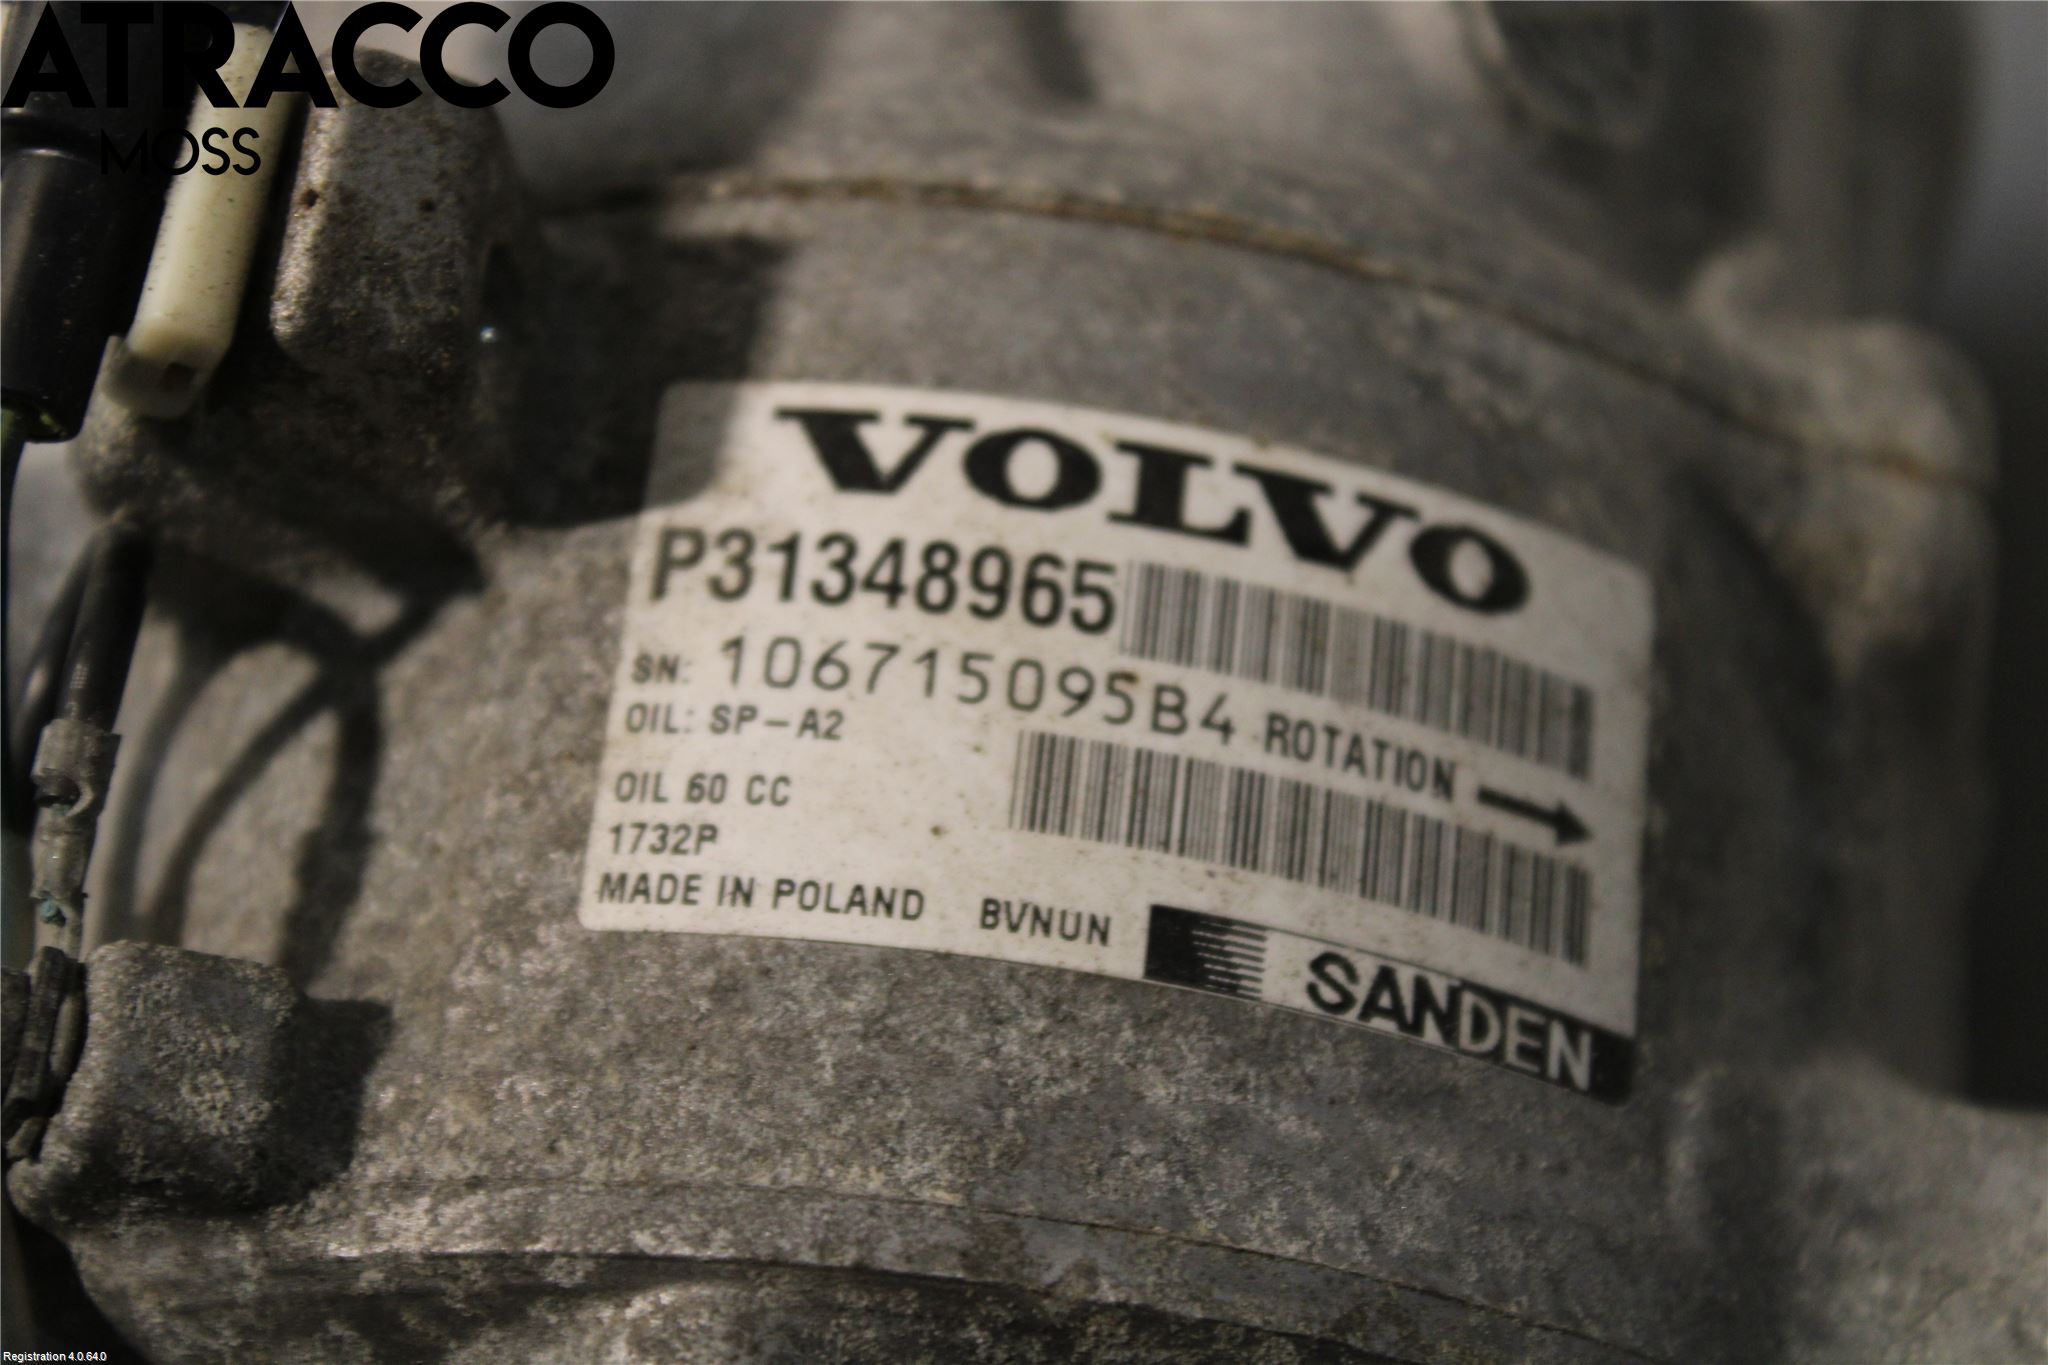 ATRACCO
MOSS
VOLVO
P31348965
SN: 106715095B4 ROTATION
OIL: SP-A2
OIL 60 CC
1732P
MADE IN POLAND BVNUN
SANDEN
Registration 4.0.64.0